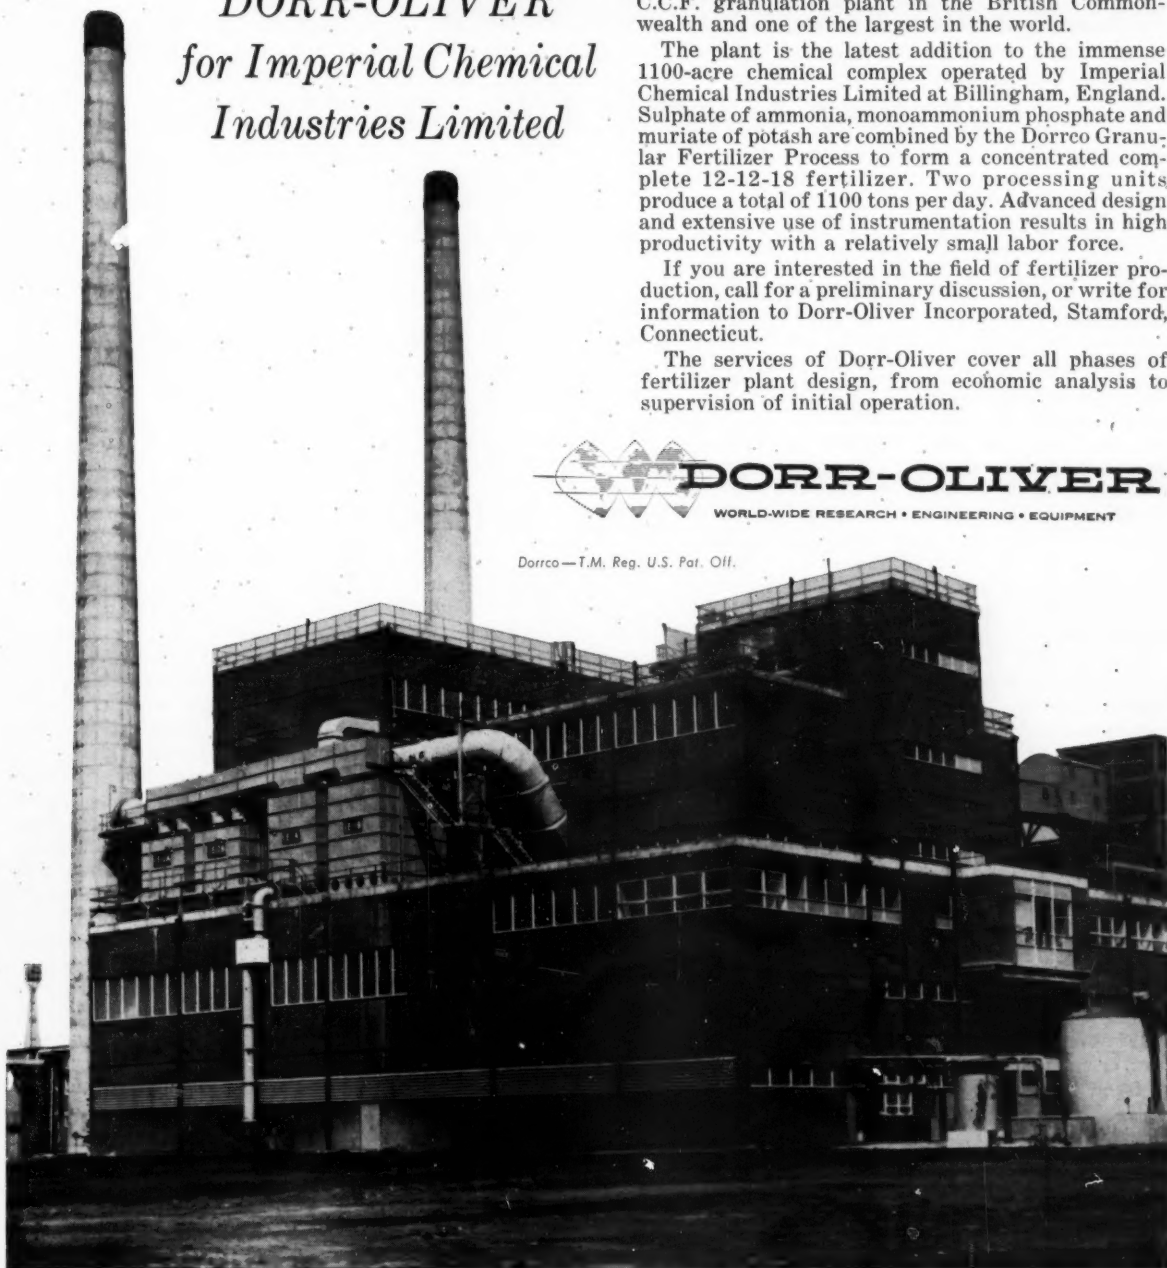 DORR-OLIVER
for Imperial Chemical
Industries Limited
C.C.F. granulation plant in the British Common-
wealth and one of the largest in the world.
The plant is the latest addition to the immense
1100-acre chemical complex operated by Imperial
Chemical Industries Limited at Billingham, England.
Sulphate of ammonia, monoammonium phosphate and
muriate of potash are combined by the Dorrco Granu-
lar Fertilizer Process to form a concentrated com-
plete 12-12-18 fertilizer. Two processing units
produce a total of 1100 tons per day. Advanced design
and extensive use of instrumentation results in high
productivity with a relatively small labor force.
If you are interested in the field of fertilizer pro-
duction, call for a preliminary discussion, or write for
information to Dorr-Oliver Incorporated, Stamford,
Connecticut.
The services of Dorr-Oliver cover all phases of
fertilizer plant design, from economic analysis to
supervision of initial operation.
DORR-OLIVER
WORLD-WIDE RESEARCH • ENGINEERING • EQUIPMENT
Dorrco—T.M. Reg. U.S. Pat. Off.